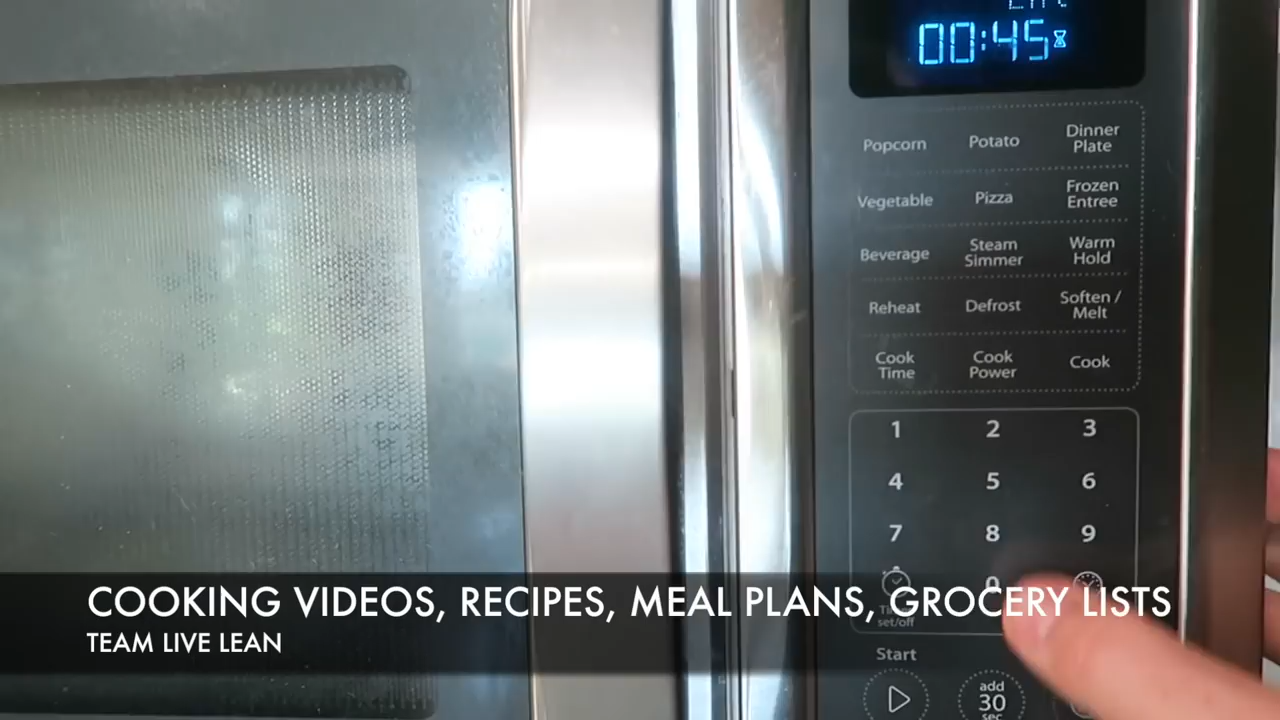 00:45
Popcorn
Potato
Dinner
Plate
Vegetable
Pizza
Frozen
Entree
Beverage
Steam
Simmer
Warm
Hold
Reheat
Defrost
Soften /
Melt
Cook
Time
Cook
Power
Cook
1 2 3
4 5 6
7 8 9
0
set/off
COOKING VIDEOS, RECIPES, MEAL PLANS, GROCERY LISTS
TEAM LIVE LEAN
Start
add
30
sec